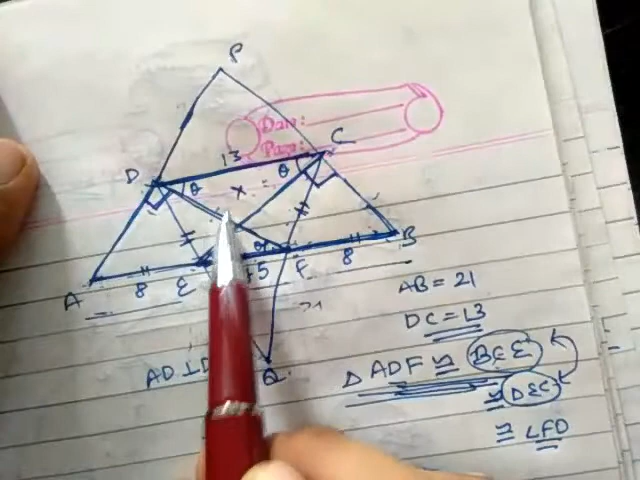 P
Date:
Page:
13
D
C
θ
θ
x
A
8
E
θ
5
F
8
B
AB = 21
DC = 13
AD⊥D
Q
Δ ADF ≅ BCE
≅ DEC
≅ CFD